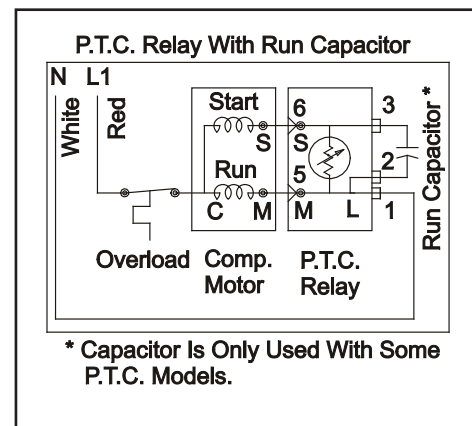 P.T.C. Relay With Run Capacitor
N L1
White
Red
Start
S
Run
C M
6
S
5
M
L
3
2
1
Run Capacitor *
Overload
Comp.
Motor
P.T.C.
Relay
* Capacitor Is Only Used With Some
P.T.C. Models.